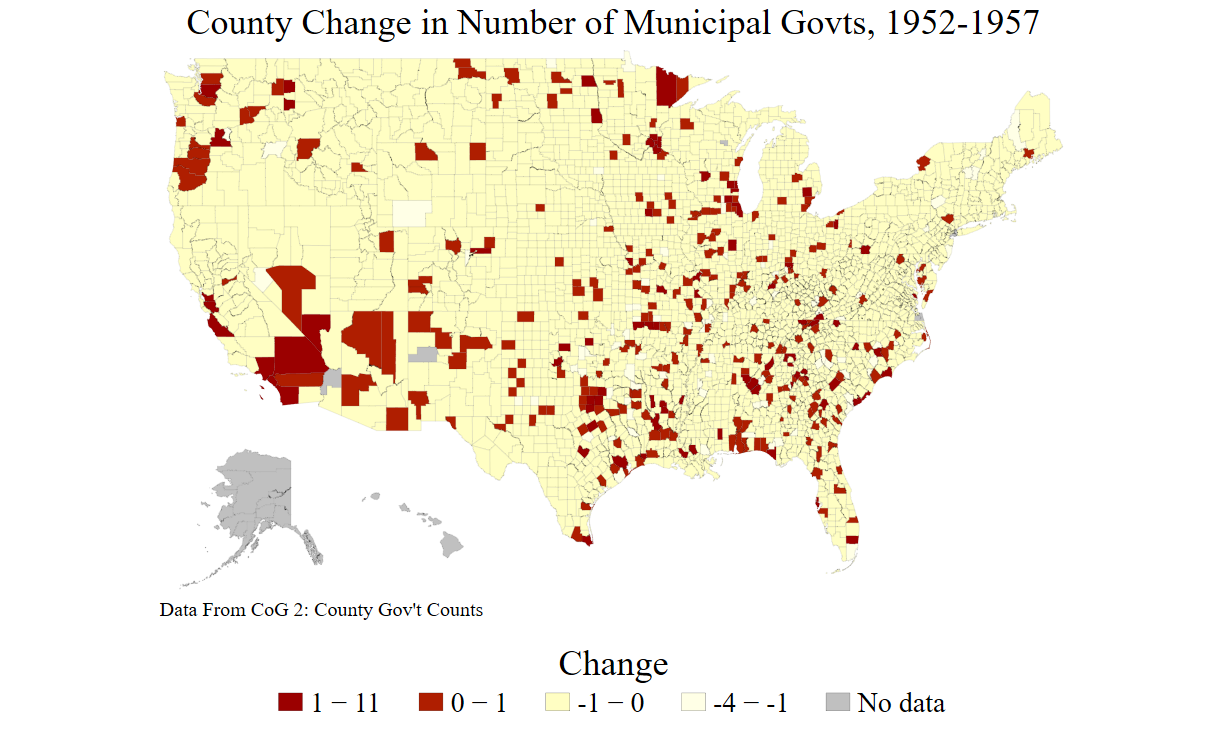 County Change in Number of Municipal Govts, 1952-1957
Data From CoG 2: County Gov't Counts
Change
1 − 11 0 − 1 -1 − 0 -4 − -1 No data